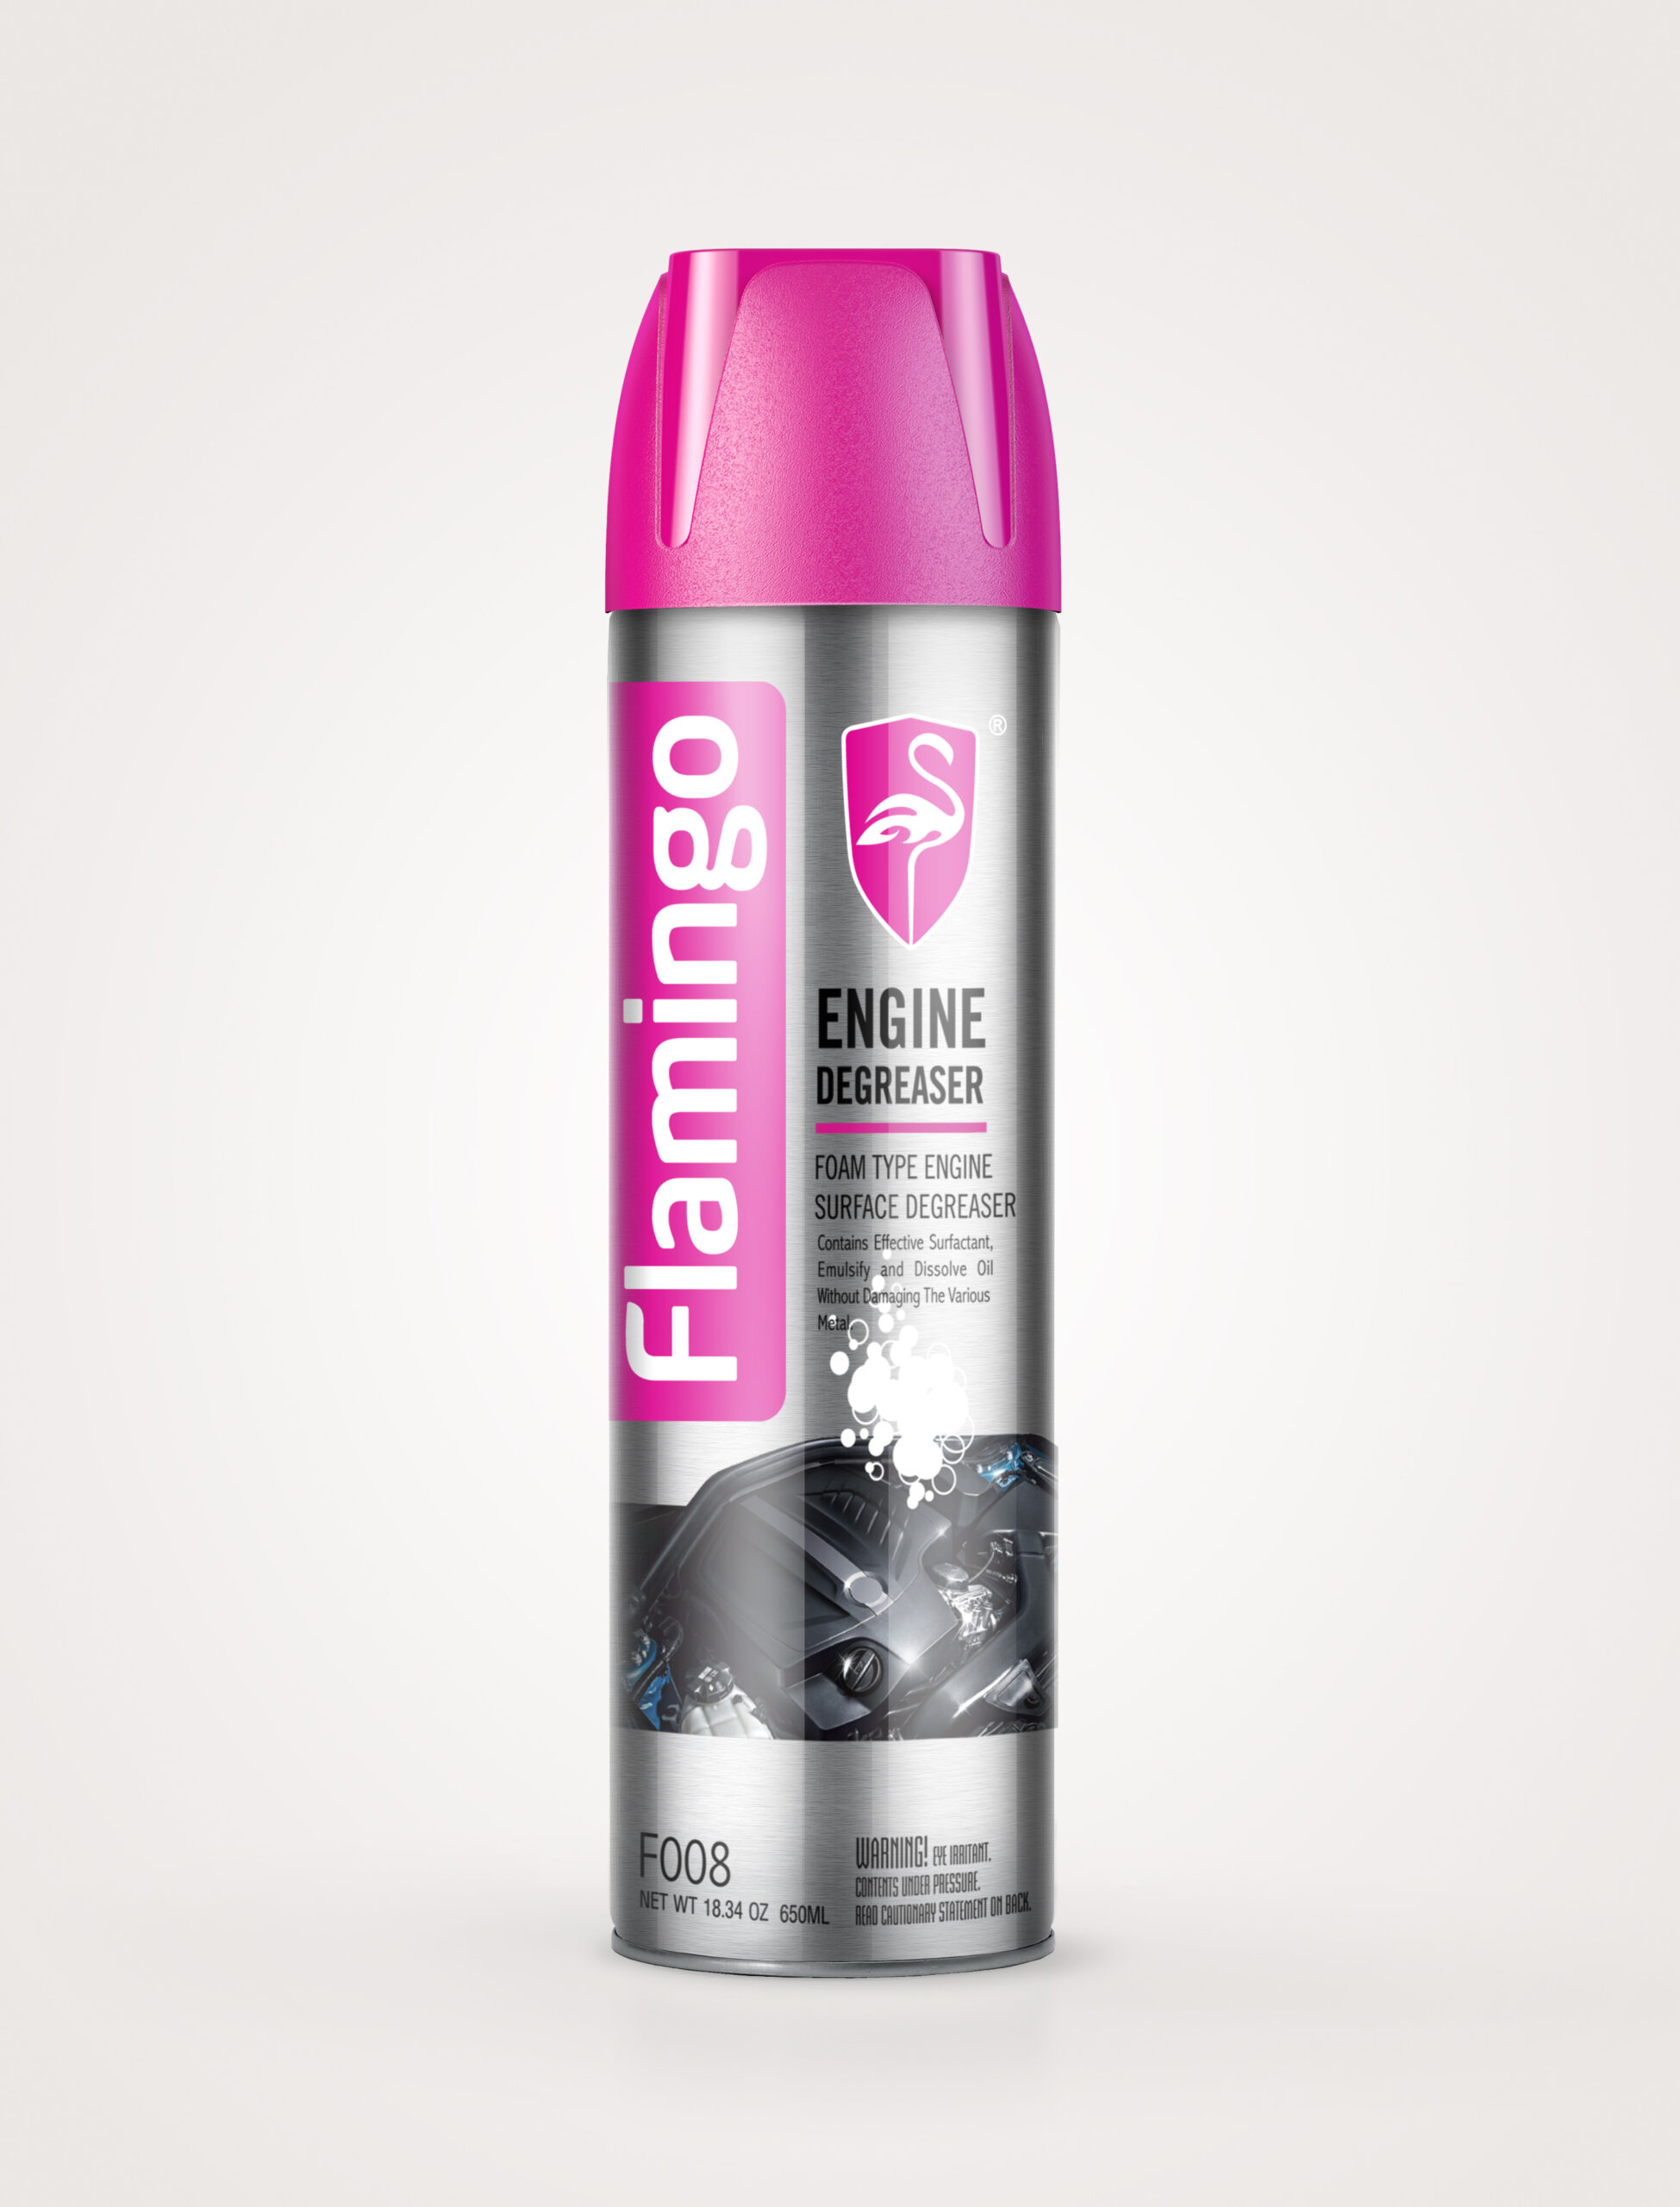 Flamingo
®
ENGINE
DEGREASER
FOAM TYPE ENGINE
SURFACE DEGREASER
Contains Effective Surfactant,
Emulsify and Dissolve Oil
Without Damaging The Various
Metal.
F008
NET WT 18.34 OZ 650ML
WARNING! EYE IRRITANT.
CONTENTS UNDER PRESSURE.
READ CAUTIONARY STATEMENT ON BACK.